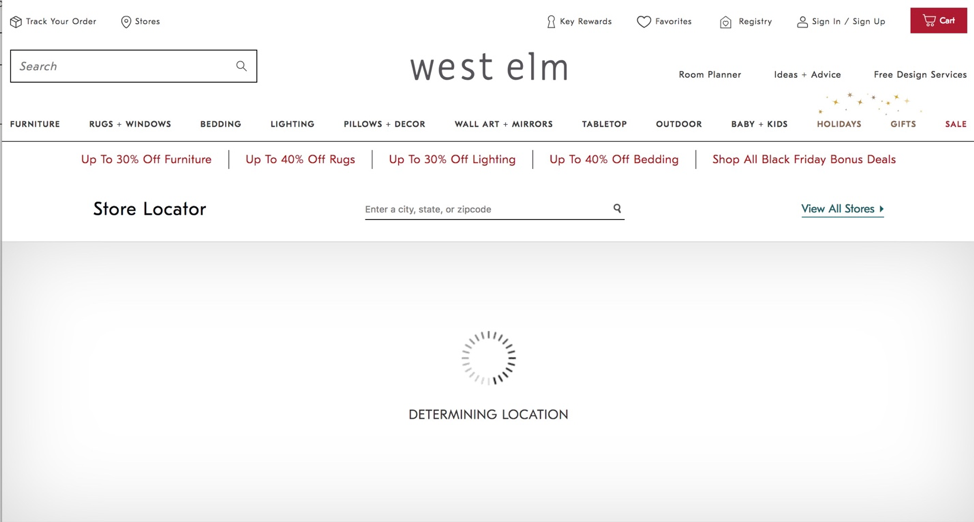 Track Your Order
Stores
Key Rewards
Favorites
Registry
Sign In / Sign Up
Cart
Search
west elm
Room Planner
Ideas + Advice
Free Design Services
FURNITURE
RUGS + WINDOWS
BEDDING
LIGHTING
PILLOWS + DECOR
WALL ART + MIRRORS
TABLETOP
OUTDOOR
BABY + KIDS
HOLIDAYS
GIFTS
SALE
Up To 30% Off Furniture
Up To 40% Off Rugs
Up To 30% Off Lighting
Up To 40% Off Bedding
Shop All Black Friday Bonus Deals
Store Locator
Enter a city, state, or zipcode
View All Stores
DETERMINING LOCATION